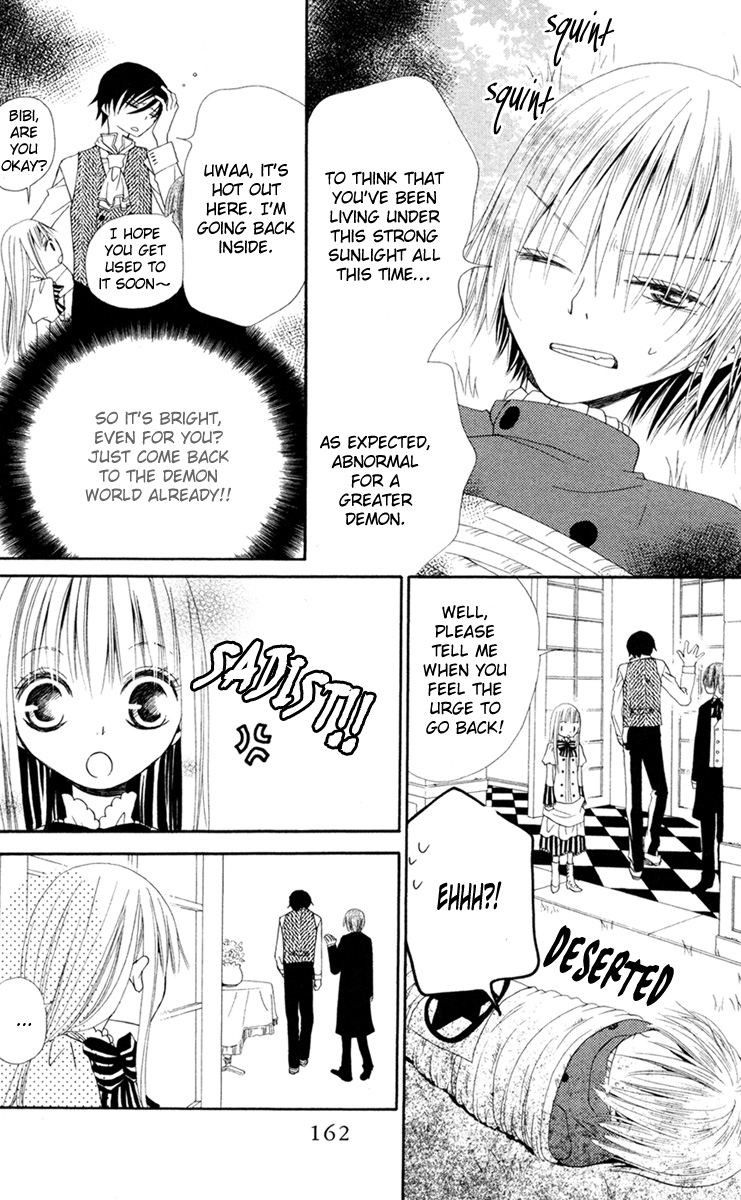 squint
squint
TO THINK THAT
YOU'VE BEEN
LIVING UNDER
THIS STRONG
SUNLIGHT ALL
THIS TIME...
AS EXPECTED,
ABNORMAL
FOR A
GREATER
DEMON.
UWAA, IT'S
HOT OUT
HERE. I'M
GOING BACK
INSIDE.
BIBI,
ARE
YOU
OKAY?
I HOPE
YOU GET
USED TO
IT SOON~
SO IT'S BRIGHT,
EVEN FOR YOU?
JUST COME BACK
TO THE DEMON
WORLD ALREADY!!
WELL,
PLEASE
TELL ME
WHEN YOU
FEEL THE
URGE TO
GO BACK!
EHHH?!
DESERTED
SADIST!!
...
162